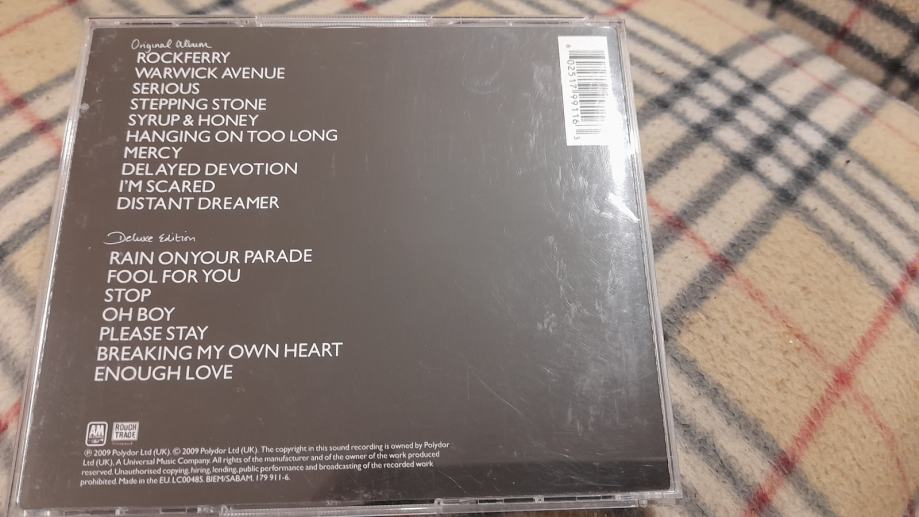 Original Album
ROCKFERRY
WARWICK AVENUE
SERIOUS
STEPPING STONE
SYRUP & HONEY
HANGING ON TOO LONG
MERCY
DELAYED DEVOTION
I'M SCARED
DISTANT DREAMER
Deluxe Edition
RAIN ON YOUR PARADE
FOOL FOR YOU
STOP
OH BOY
PLEASE STAY
BREAKING MY OWN HEART
ENOUGH LOVE
AM
ROUGH
TRADE
℗ 2009 Polydor Ltd (UK). © 2009 Polydor Ltd (UK). The copyright in this sound recording is owned by Polydor
Ltd (UK), A Universal Music Company. All rights of the manufacturer and of the owner of the work produced
reserved. Unauthorised copying, hiring, lending, public performance and broadcasting of the recorded work
prohibited. Made in the EU. LC00485. BIEM/SABAM. 179 911-6.